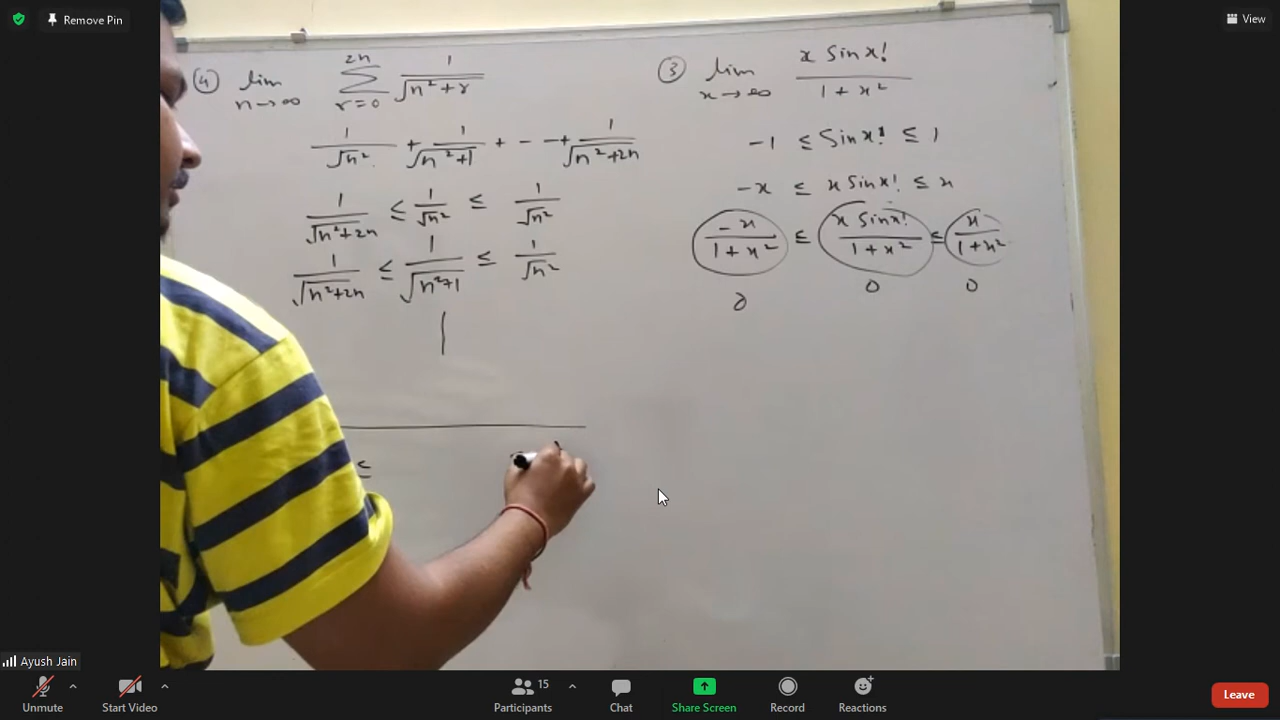 Remove Pin
View
④ lim n→∞ 2n Σ r=0 1/√n²+r
1/√n² + 1/√n²+1 + - - + 1/√n²+2n
1/√n²+2n ≤ 1/√n² ≤ 1/√n²
1/√n²+2n ≤ 1/√n²+1 ≤ 1/√n²
|
≤
③ lim x→∞ x Sin x! / 1+x²
-1 ≤ Sin x! ≤ 1
-x ≤ x Sin x! ≤ x
-x/1+x² ≤ x Sin x!/1+x² ≤ x/1+x²
0 0 0
Ayush Jain
Unmute
Start Video
15
Participants
Chat
Share Screen
Record
Reactions
Leave